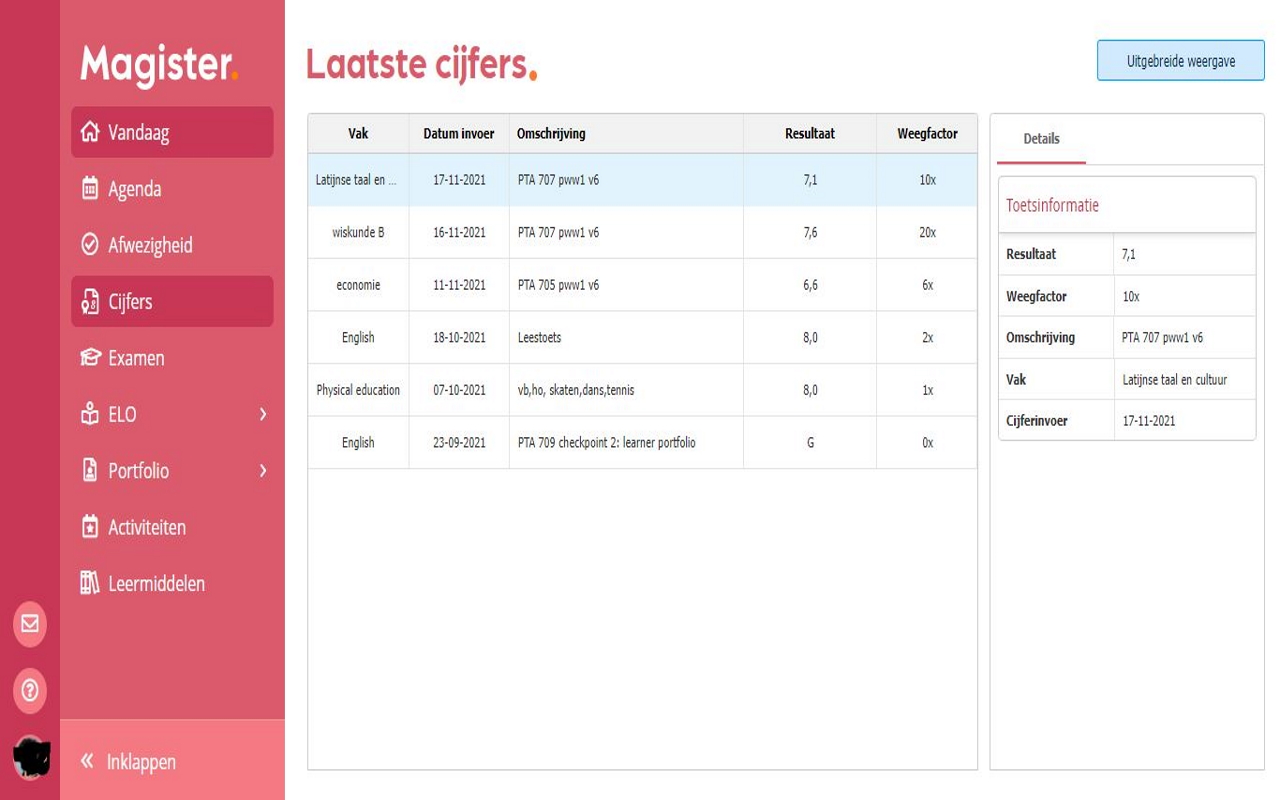 Magister.
Vandaag
Agenda
Afwezigheid
Cijfers
Examen
ELO
Portfolio
Activiteiten
Leermiddelen
Inklappen
Laatste cijfers.
Uitgebreide weergave
Vak Datum invoer Omschrijving Resultaat Weegfactor
Latijnse taal en ... 17-11-2021 PTA 707 pww1 v6 7,1 10x
wiskunde B 16-11-2021 PTA 707 pww1 v6 7,6 20x
economie 11-11-2021 PTA 705 pww1 v6 6,6 6x
English 18-10-2021 Leestoets 8,0 2x
Physical education 07-10-2021 vb,ho, skaten,dans,tennis 8,0 1x
English 23-09-2021 PTA 709 checkpoint 2: learner portfolio G 0x
Details
Toetsinformatie
Resultaat 7,1
Weegfactor 10x
Omschrijving PTA 707 pww1 v6
Vak Latijnse taal en cultuur
Cijferinvoer 17-11-2021